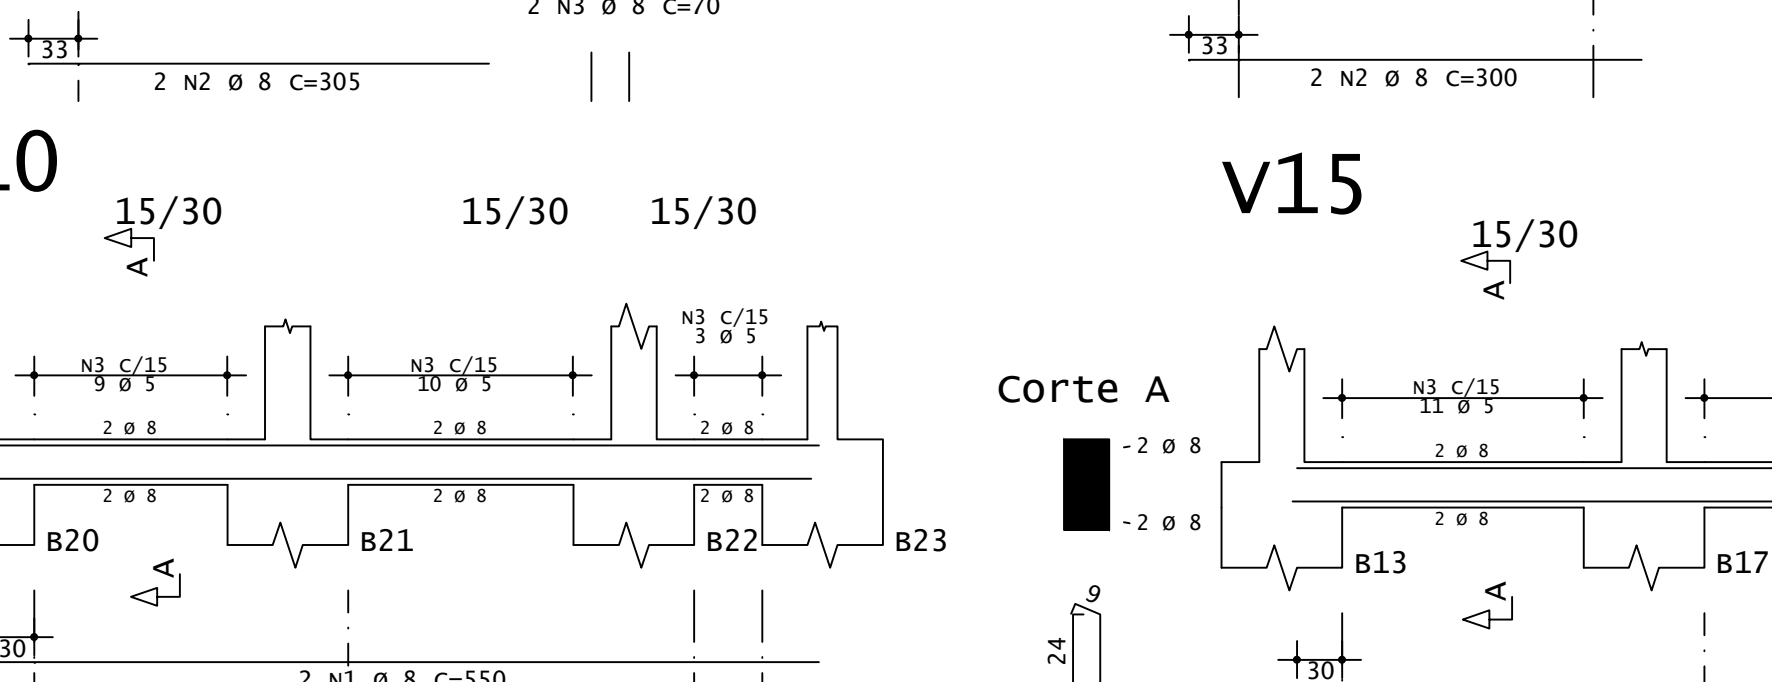 2 N3 Ø 8 C=70
33
2 N2 Ø 8 C=305
33
2 N2 Ø 8 C=300
10
15/30
15/30
15/30
A
V15
15/30
A
N3 C/15
9 Ø 5
N3 C/15
10 Ø 5
N3 C/15
3 Ø 5
2 Ø 8
2 Ø 8
2 Ø 8
2 Ø 8
2 Ø 8
2 Ø 8
B20
B21
B22
B23
A
30
2 N1 Ø 8 C=550
Corte A
-2 Ø 8
-2 Ø 8
9
24
N3 C/15
11 Ø 5
2 Ø 8
2 Ø 8
B13
B17
A
30